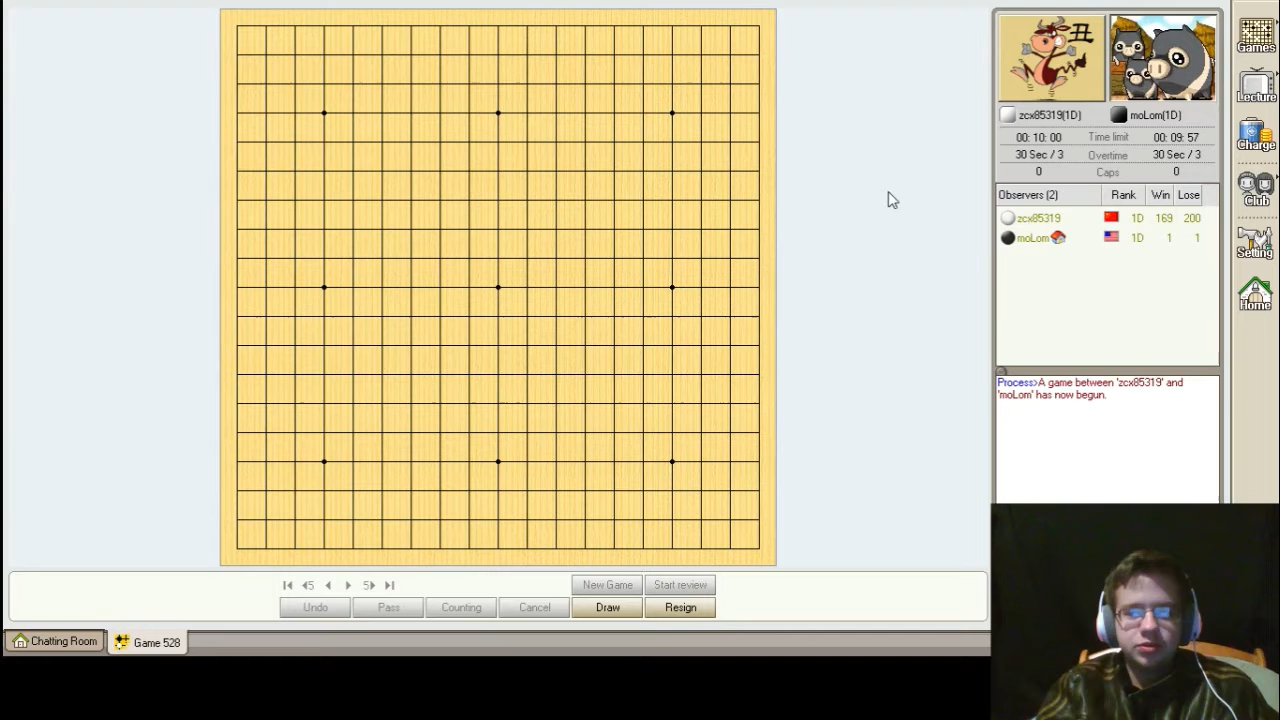 丑
zcx85319(1D) moLom(1D)
00: 10: 00 Time limit 00: 09: 57
30 Sec / 3 Overtime 30 Sec / 3
0 Caps 0
Observers (2) Rank Win Lose
zcx85319 1D 169 200
moLom 1D 1 1
Process>A game between 'zcx85319' and
'moLom' has now begun.
Games
Lecture
Charge
Club
Setting
Home
5 5
New Game Start review
Undo Pass Counting Cancel Draw Resign
Chatting Room Game 528